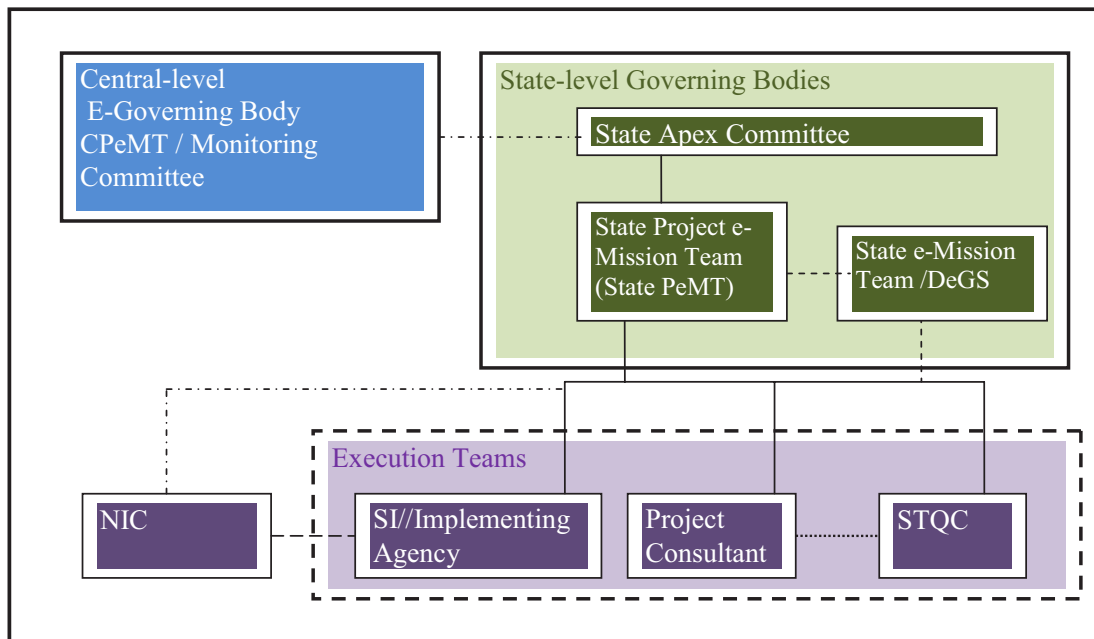 Central-level
E-Governing Body
CPeMT / Monitoring
Committee
State-level Governing Bodies
State Apex Committee
State Project e-
Mission Team
(State PeMT)
State e-Mission
Team /DeGS
Execution Teams
NIC
SI//Implementing
Agency
Project
Consultant
STQC